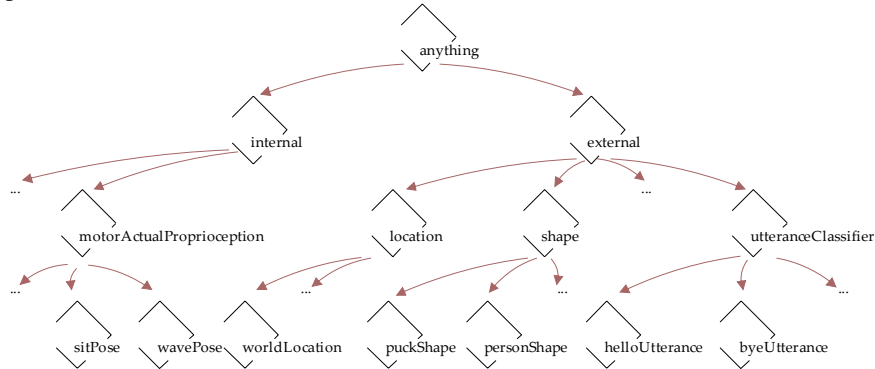 anything
internal
external
...
...
motorActualProprioception
location
shape
utteranceClassifier
...
...
...
...
sitPose
wavePose
worldLocation
puckShape
personShape
helloUtterance
byeUtterance